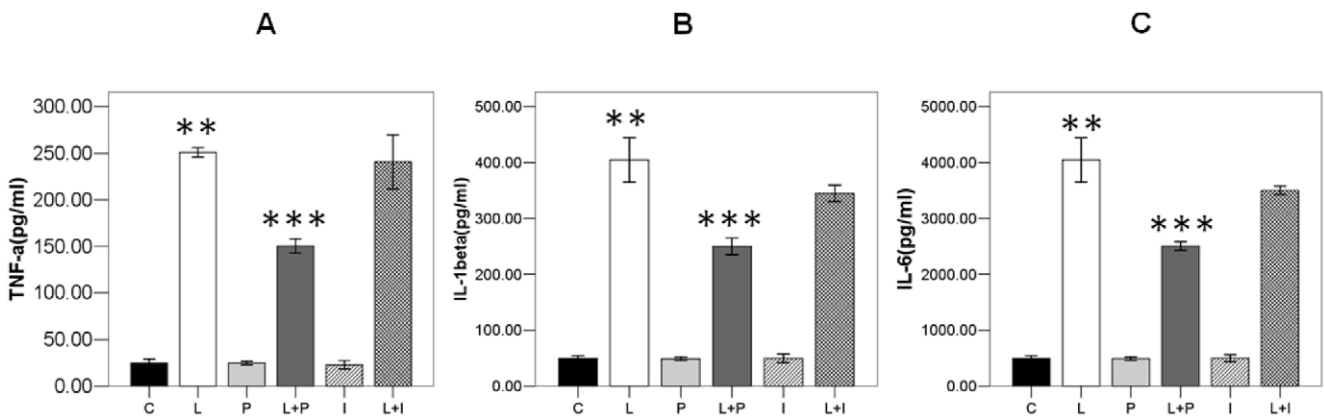 A
TNF-a(pg/ml)
300.00
250.00
200.00
150.00
100.00
50.00
0.00
**
***
C L P L+P I L+I
B
IL-1beta(pg/ml)
500.00
400.00
300.00
200.00
100.00
0.00
**
***
C L P L+P I L+I
C
IL-6(pg/ml)
5000.00
4000.00
3000.00
2000.00
1000.00
0.00
**
***
C L P L+P I L+I